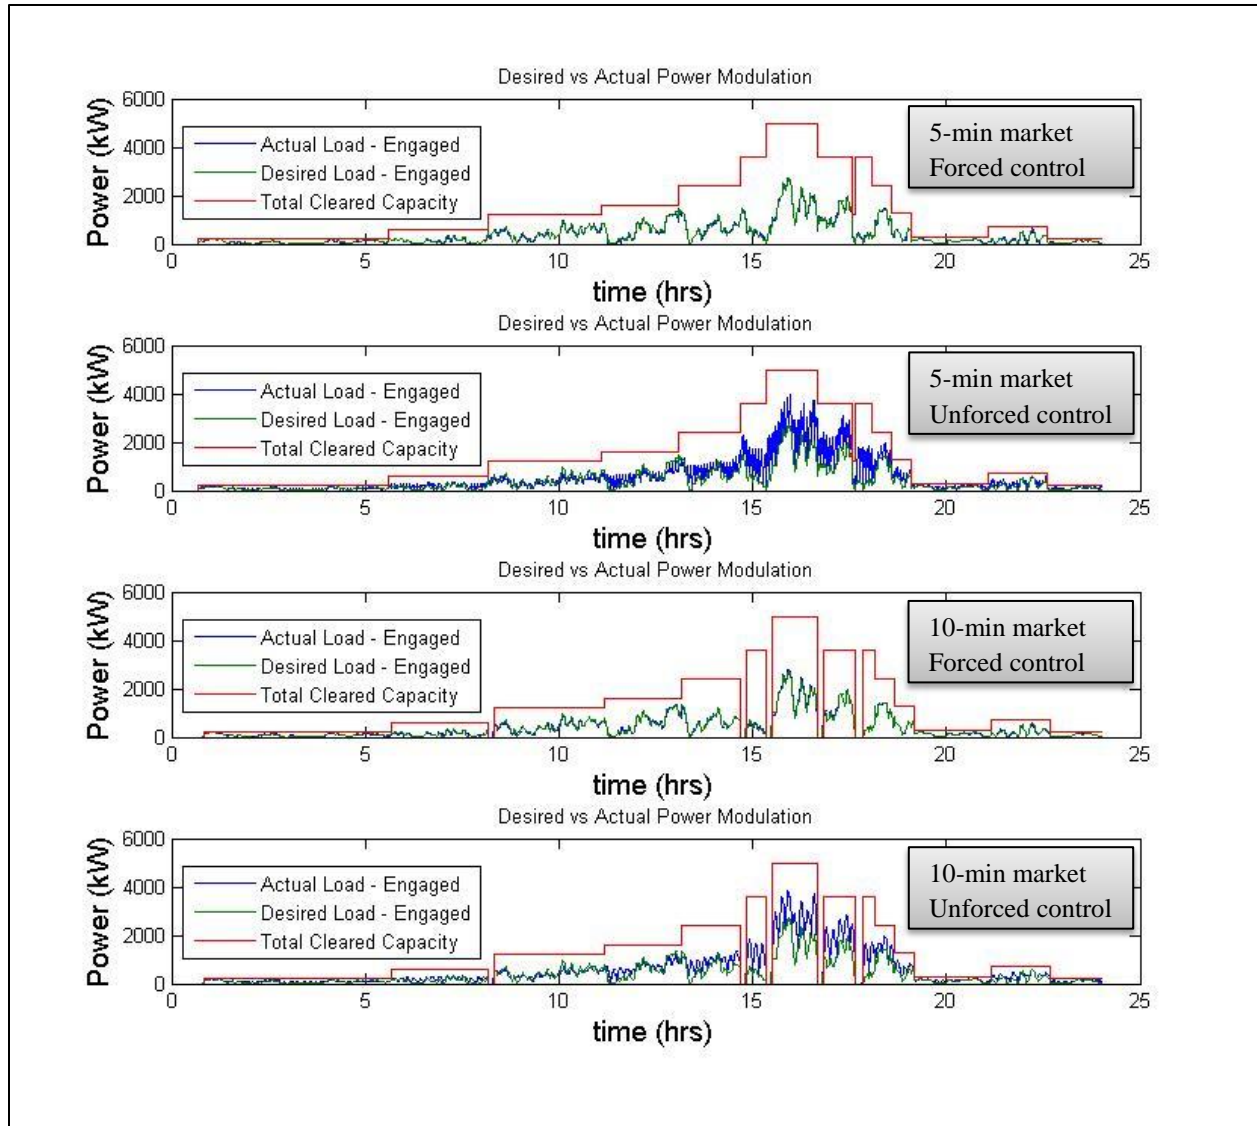 Desired vs Actual Power Modulation
6000
4000
2000
0
Power (kW)
Actual Load - Engaged
Desired Load - Engaged
Total Cleared Capacity
5-min market
Forced control
0 5 10 15 20 25
time (hrs)
Desired vs Actual Power Modulation
6000
4000
2000
0
Power (kW)
Actual Load - Engaged
Desired Load - Engaged
Total Cleared Capacity
5-min market
Unforced control
0 5 10 15 20 25
time (hrs)
Desired vs Actual Power Modulation
6000
4000
2000
0
Power (kW)
Actual Load - Engaged
Desired Load - Engaged
Total Cleared Capacity
10-min market
Forced control
0 5 10 15 20 25
time (hrs)
Desired vs Actual Power Modulation
6000
4000
2000
0
Power (kW)
Actual Load - Engaged
Desired Load - Engaged
Total Cleared Capacity
10-min market
Unforced control
0 5 10 15 20 25
time (hrs)